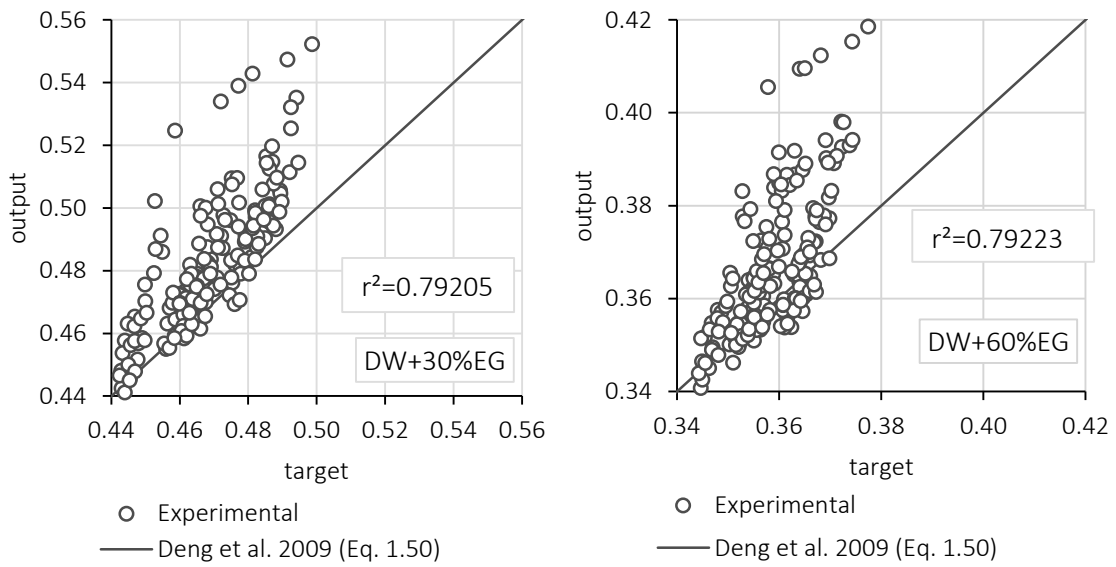 0.56
0.54
0.52
0.50
0.48
0.46
0.44
output
r²=0.79205
DW+30%EG
0.44 0.46 0.48 0.50 0.52 0.54 0.56
target
Experimental
Deng et al. 2009 (Eq. 1.50)
0.42
0.40
0.38
0.36
0.34
output
r²=0.79223
DW+60%EG
0.34 0.36 0.38 0.40 0.42
target
Experimental
Deng et al. 2009 (Eq. 1.50)